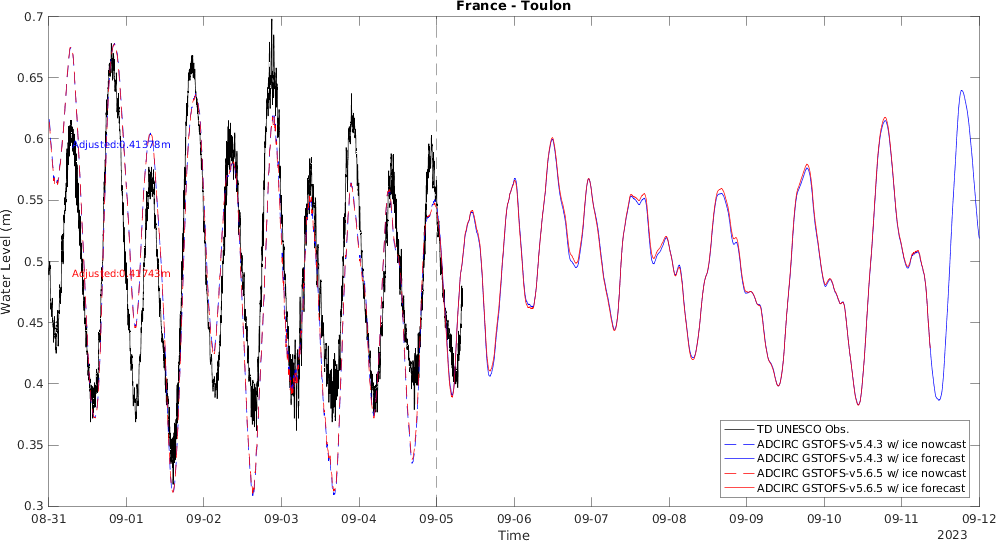 France - Toulon
0.7
0.65
0.6
0.55
0.5
0.45
0.4
0.35
0.3
Water Level (m)
Adjusted:0.41378m
Adjusted:0.41743m
TD UNESCO Obs.
ADCIRC GSTOFS-v5.4.3 w/ ice nowcast
ADCIRC GSTOFS-v5.4.3 w/ ice forecast
ADCIRC GSTOFS-v5.6.5 w/ ice nowcast
ADCIRC GSTOFS-v5.6.5 w/ ice forecast
08-31 09-01 09-02 09-03 09-04 09-05 09-06 09-07 09-08 09-09 09-10 09-11 09-12
Time
2023